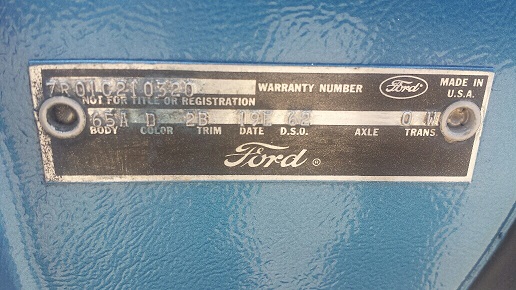 7R01C210320 WARRANTY NUMBER Ford MADE IN U.S.A.
NOT FOR TITLE OR REGISTRATION
65A D 2B 62 W
BODY COLOR TRIM DATE D.S.O. AXLE TRANS.
Ford ®